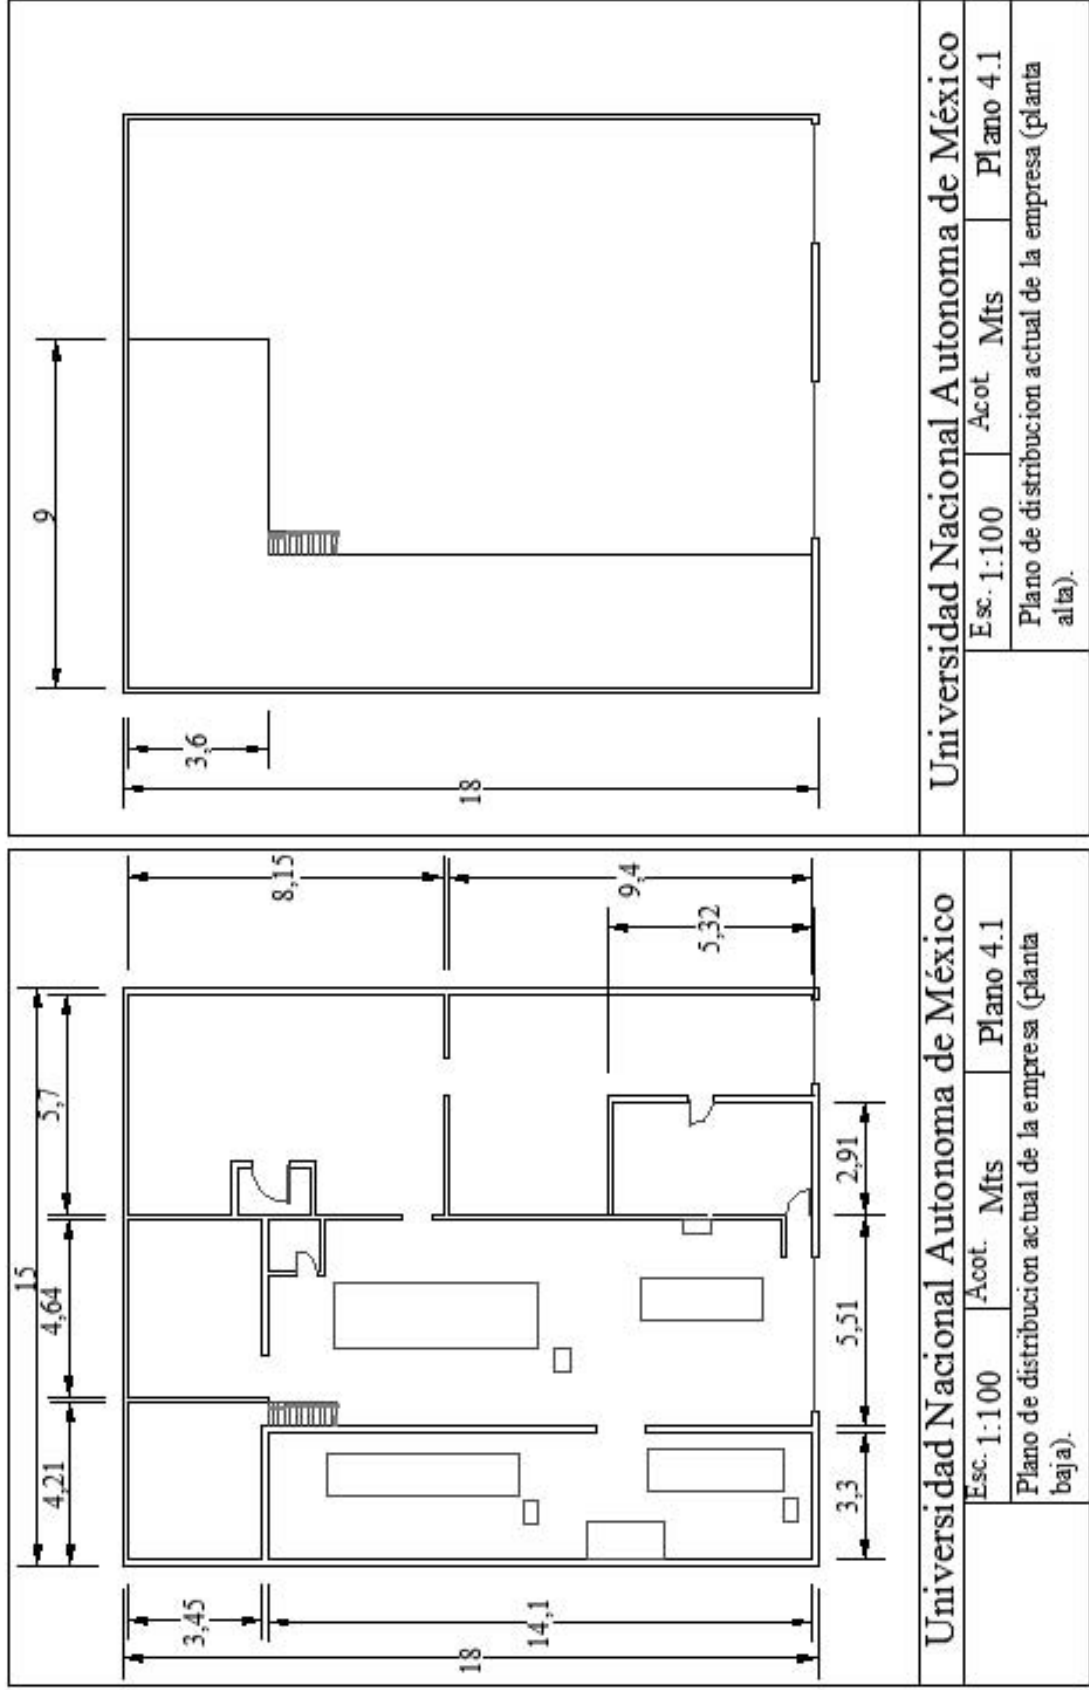 15
4,21
4,64
5,7
3,45
14,1
18
8,15
9,4
5,32
3,3
5,51
2,91
Universidad Nacional Autonoma de México
Esc. 1:100 Acot. Mts Plano 4.1
Plano de distribucion actual de la empresa (planta
baja).
9
3,6
18
Universidad Nacional Autonoma de México
Esc. 1:100 Acot. Mts Plano 4.1
Plano de distribucion actual de la empresa (planta
alta).